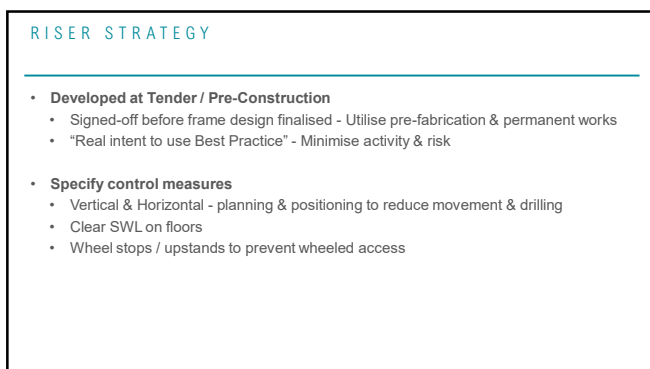 RISER STRATEGY
• Developed at Tender / Pre-Construction
• Signed-off before frame design finalised - Utilise pre-fabrication & permanent works
• “Real intent to use Best Practice” - Minimise activity & risk
• Specify control measures
• Vertical & Horizontal - planning & positioning to reduce movement & drilling
• Clear SWL on floors
• Wheel stops / upstands to prevent wheeled access